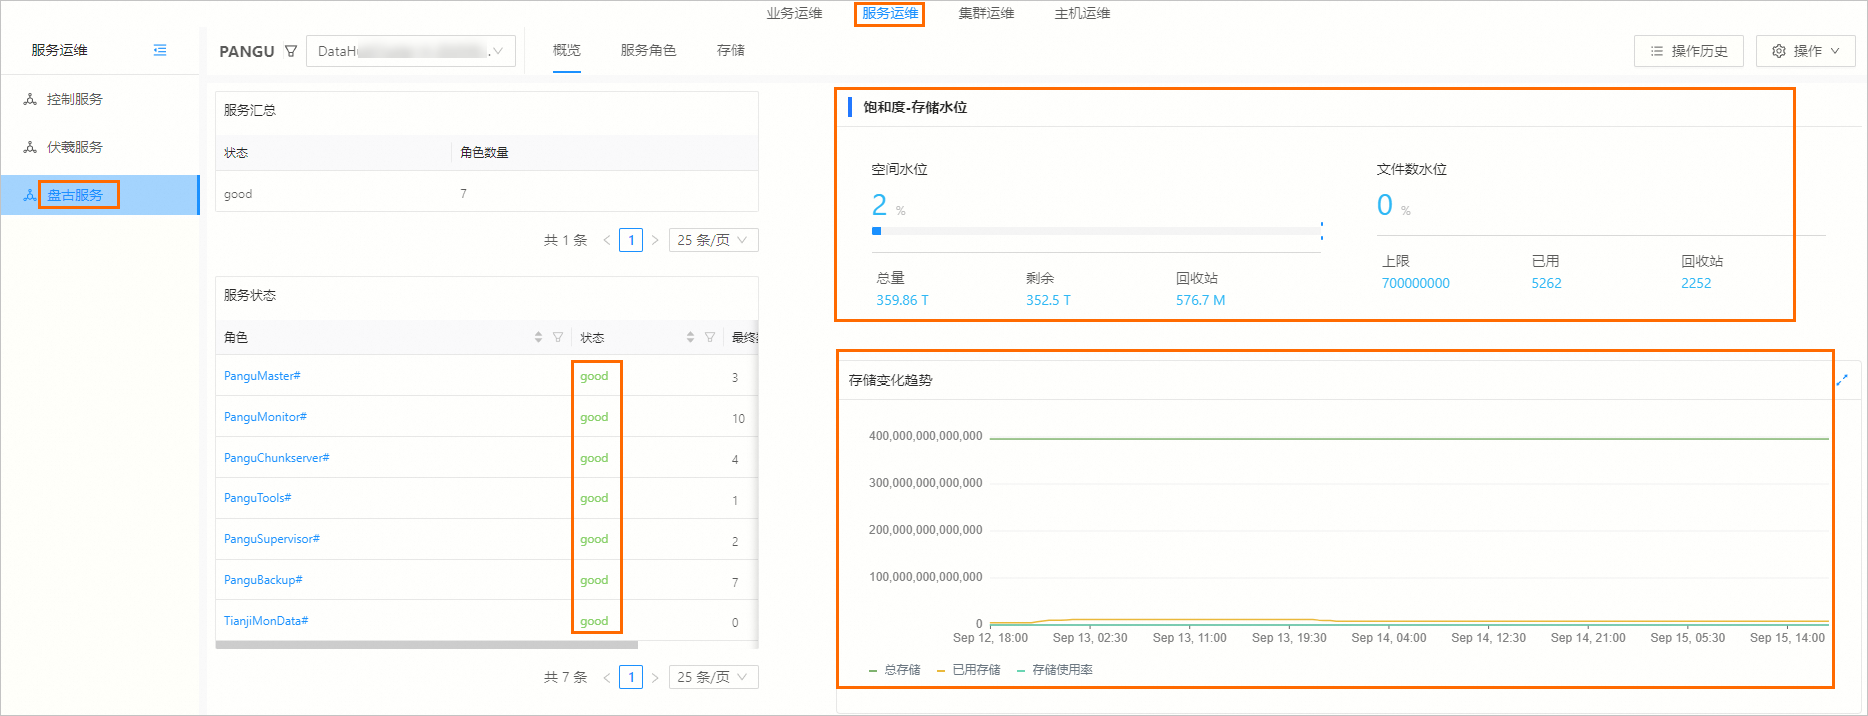 业务运维 服务运维 集群运维 主机运维
服务运维
PANGU DataH
概览 服务角色 存储
操作历史 操作
控制服务
伏羲服务
盘古服务
服务汇总
状态 角色数量
good 7
共 1 条 < 1 > 25 条/页
服务状态
角色 状态 最终
PanguMaster# good 3
PanguMonitor# good 10
PanguChunkserver# good 4
PanguTools# good 1
PanguSupervisor# good 2
PanguBackup# good 7
TianjiMonData# good 0
共 7 条 < 1 > 25 条/页
饱和度-存储水位
空间水位
2 %
总量 剩余 回收站
359.86 T 352.5 T 576.7 M
文件数水位
0 %
上限 已用 回收站
700000000 5262 2252
存储变化趋势
400,000,000,000,000
300,000,000,000,000
200,000,000,000,000
100,000,000,000,000
0
Sep 12, 18:00 Sep 13, 02:30 Sep 13, 11:00 Sep 13, 19:30 Sep 14, 04:00 Sep 14, 12:30 Sep 14, 21:00 Sep 15, 05:30 Sep 15, 14:00
总存储 已用存储 存储使用率